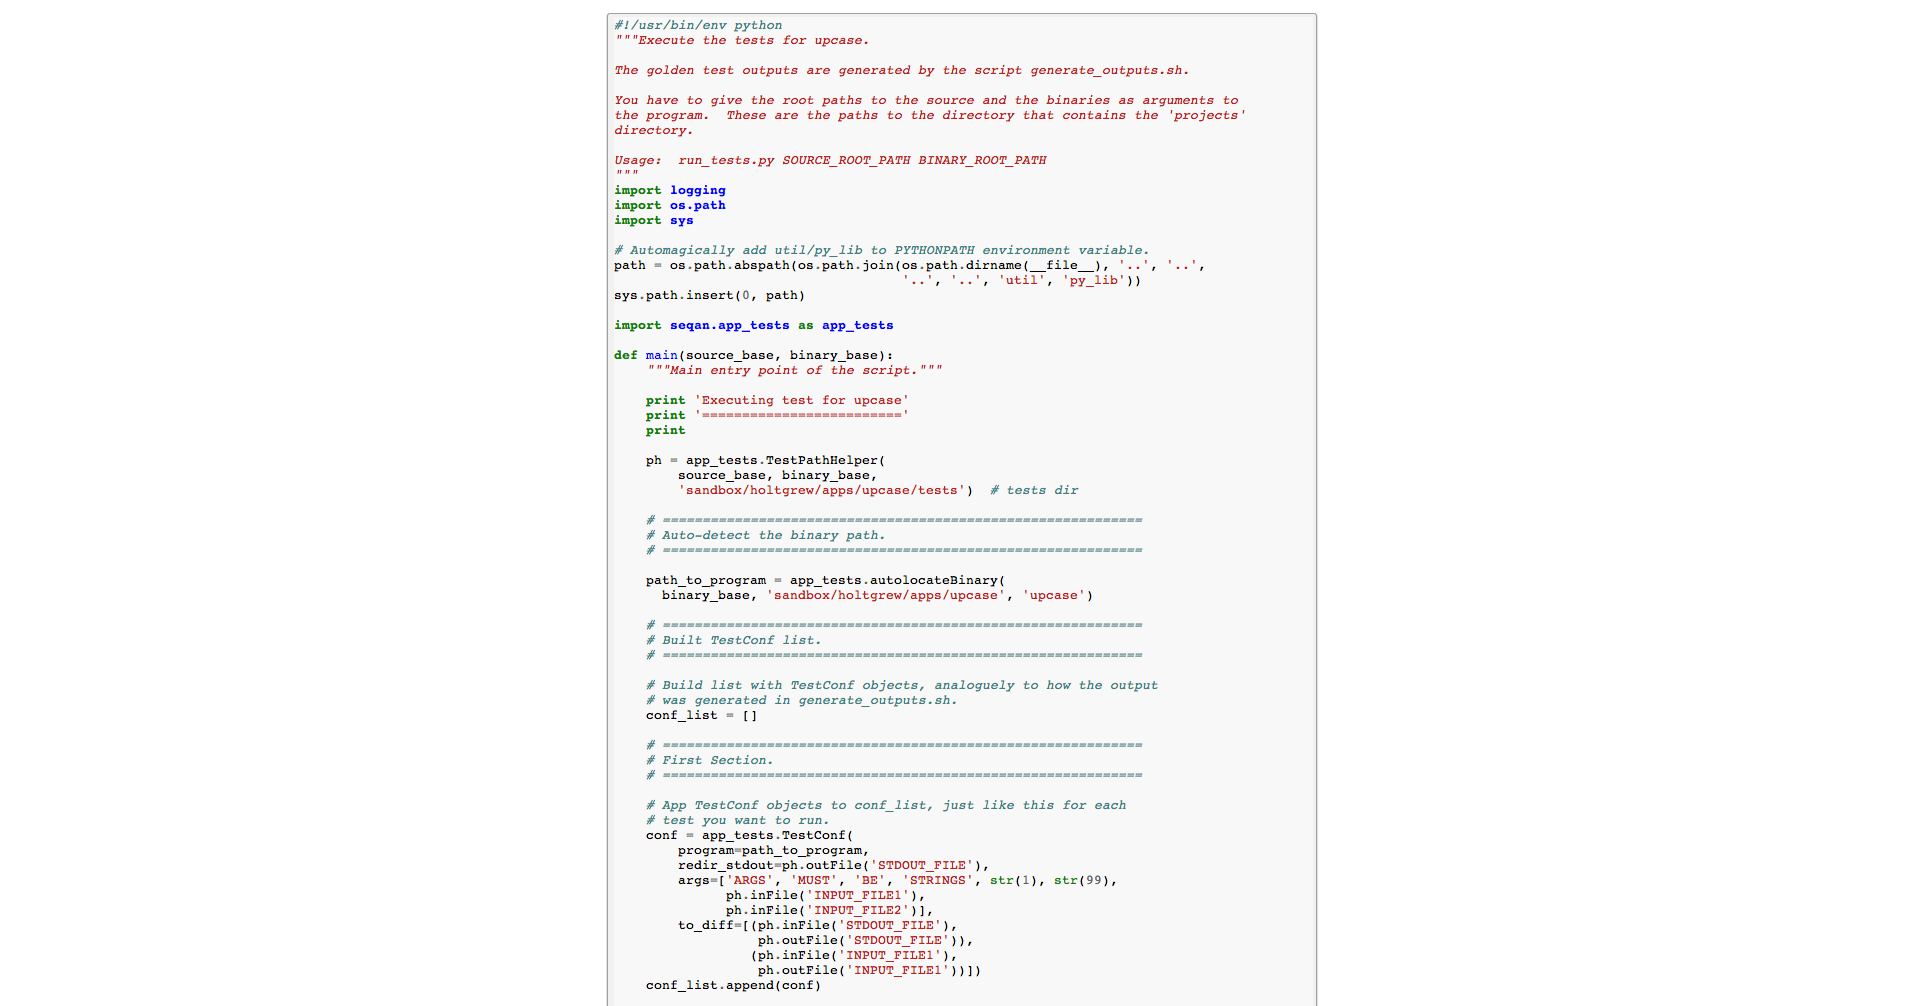 #!/usr/bin/env python
"""Execute the tests for upcase.
The golden test outputs are generated by the script generate_outputs.sh.
You have to give the root paths to the source and the binaries as arguments to
the program.  These are the paths to the directory that contains the 'projects'
directory.
Usage:  run_tests.py SOURCE_ROOT_PATH BINARY_ROOT_PATH
"""
import logging
import os.path
import sys
# Automagically add util/py_lib to PYTHONPATH environment variable.
path = os.path.abspath(os.path.join(os.path.dirname(__file__), '..', '..',
                                    '..', '..', 'util', 'py_lib'))
sys.path.insert(0, path)
import seqan.app_tests as app_tests
def main(source_base, binary_base):
    """Main entry point of the script."""
    print 'Executing test for upcase'
    print '========================='
    print
    ph = app_tests.TestPathHelper(
        source_base, binary_base,
        'sandbox/holtgrew/apps/upcase/tests')  # tests dir
    # ============================================================
    # Auto-detect the binary path.
    # ============================================================
    path_to_program = app_tests.autolocateBinary(
      binary_base, 'sandbox/holtgrew/apps/upcase', 'upcase')
    # ============================================================
    # Built TestConf list.
    # ============================================================
    # Build list with TestConf objects, analoguely to how the output
    # was generated in generate_outputs.sh.
    conf_list = []
    # ============================================================
    # First Section.
    # ============================================================
    # App TestConf objects to conf_list, just like this for each
    # test you want to run.
    conf = app_tests.TestConf(
        program=path_to_program,
        redir_stdout=ph.outFile('STDOUT_FILE'),
        args=['ARGS', 'MUST', 'BE', 'STRINGS', str(1), str(99),
              ph.inFile('INPUT_FILE1'),
              ph.inFile('INPUT_FILE2')],
        to_diff=[(ph.inFile('STDOUT_FILE'),
                  ph.outFile('STDOUT_FILE')),
                 (ph.inFile('INPUT_FILE1'),
                  ph.outFile('INPUT_FILE1'))])
    conf_list.append(conf)